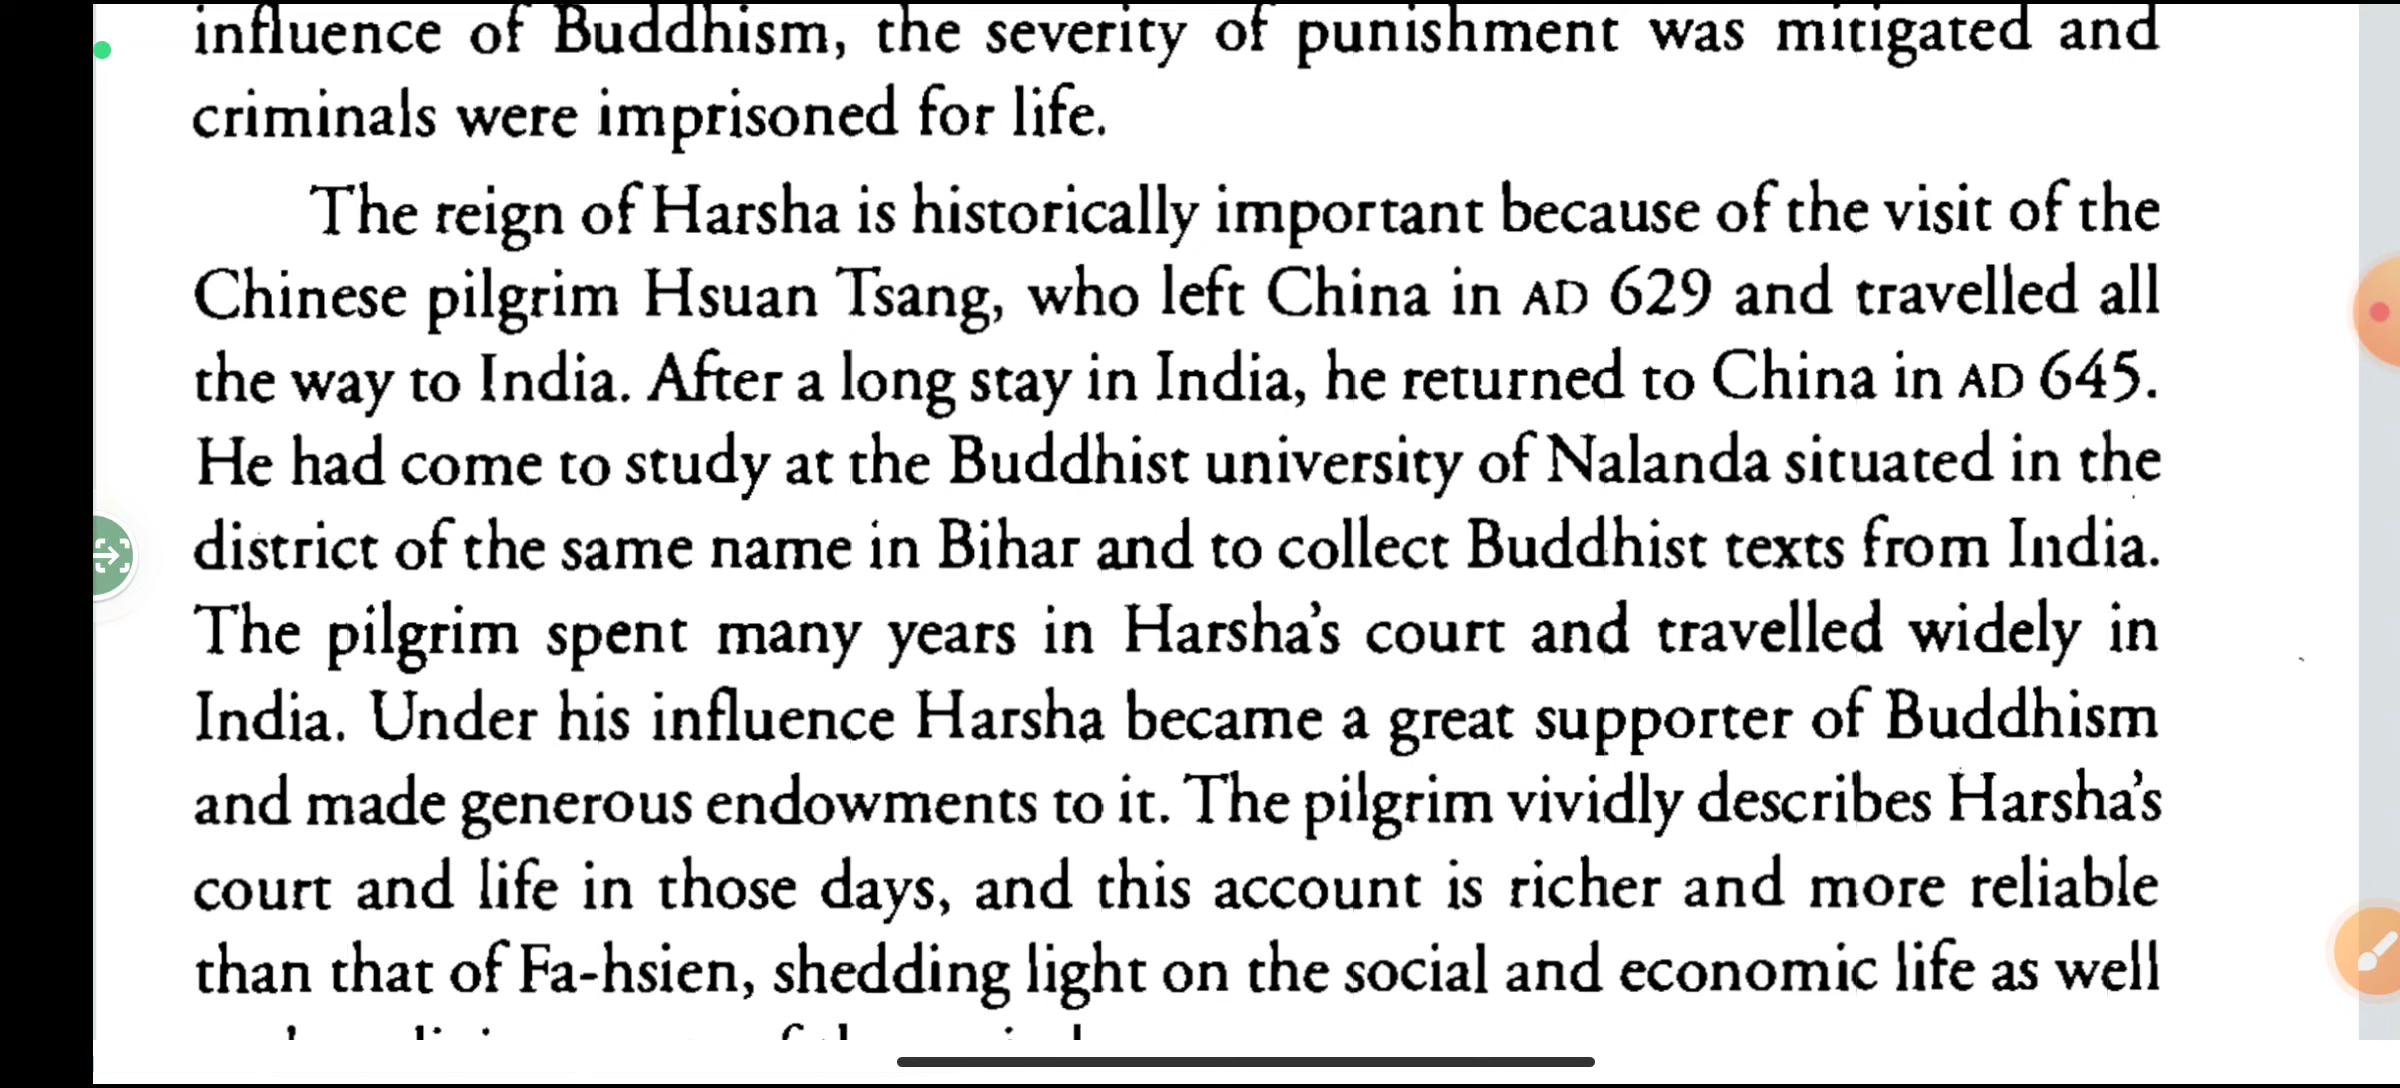 influence of Buddhism, the severity of punishment was mitigated and
criminals were imprisoned for life.
The reign of Harsha is historically important because of the visit of the
Chinese pilgrim Hsuan Tsang, who left China in AD 629 and travelled all
the way to India. After a long stay in India, he returned to China in AD 645.
He had come to study at the Buddhist university of Nalanda situated in the
district of the same name in Bihar and to collect Buddhist texts from India.
The pilgrim spent many years in Harsha's court and travelled widely in
India. Under his influence Harsha became a great supporter of Buddhism
and made generous endowments to it. The pilgrim vividly describes Harsha's
court and life in those days, and this account is richer and more reliable
than that of Fa-hsien, shedding light on the social and economic life as well